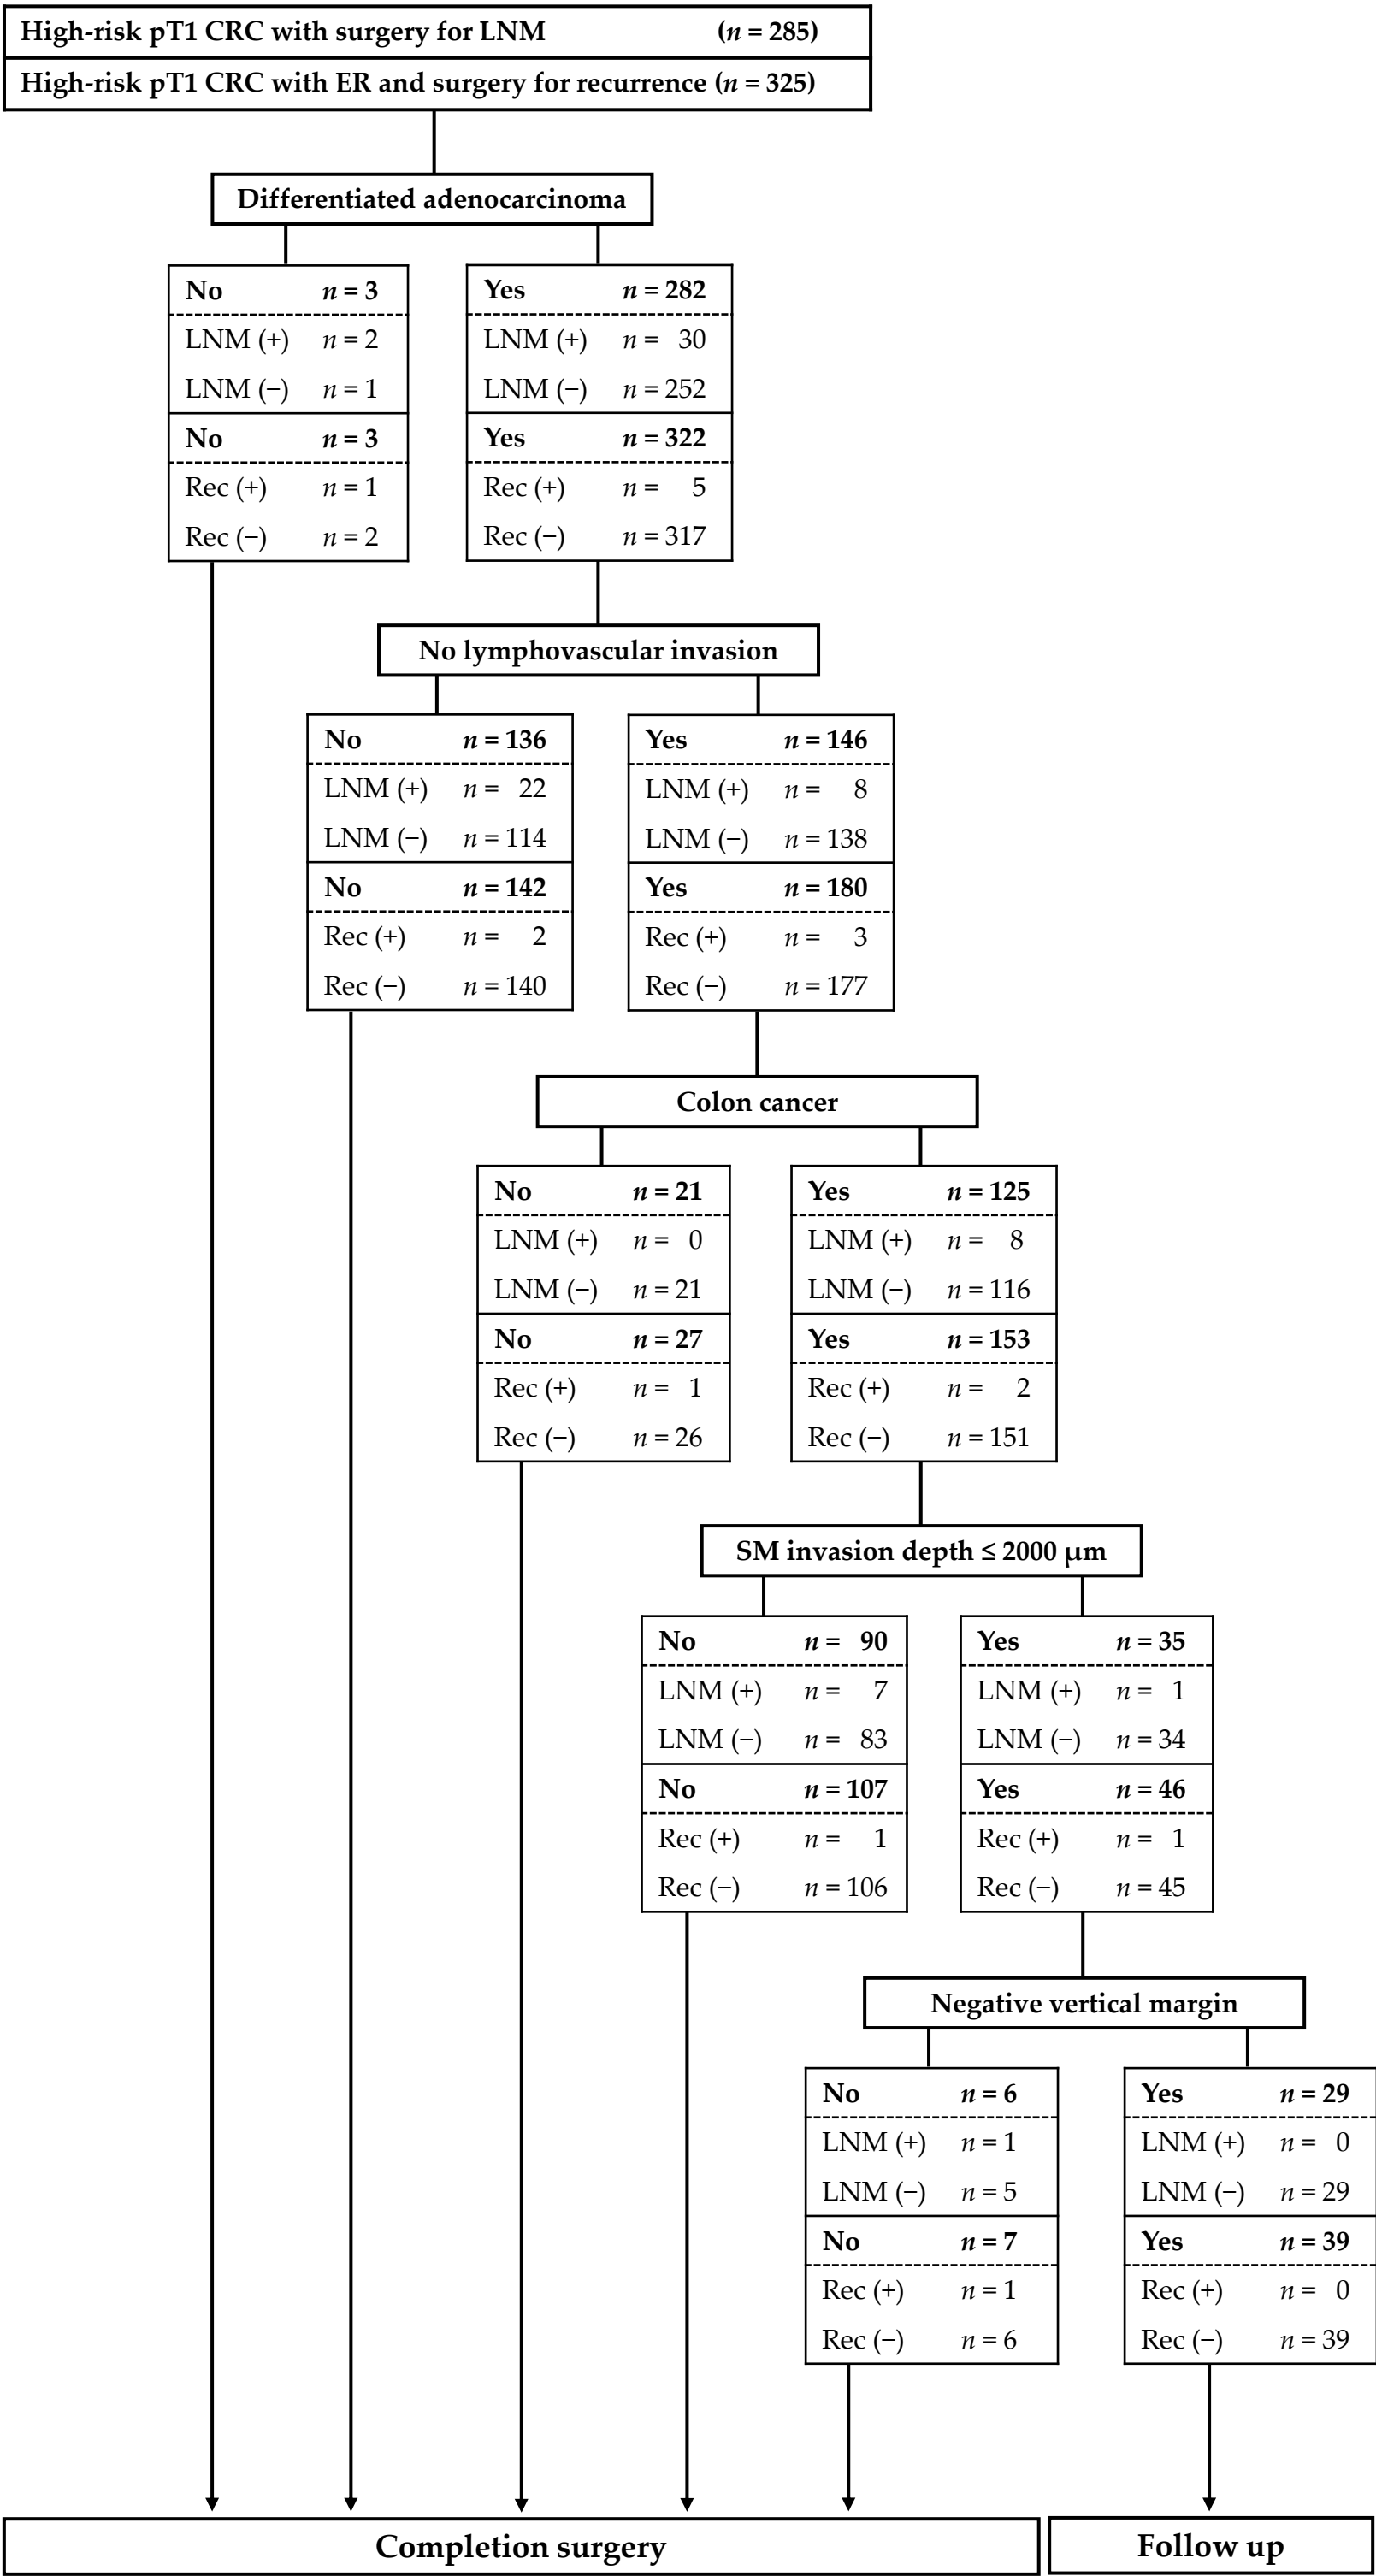 High-risk pT1 CRC with surgery for LNM (n = 285)
High-risk pT1 CRC with ER and surgery for recurrence (n = 325)
Differentiated adenocarcinoma
No n = 3
LNM (+) n = 2
LNM (−) n = 1
No n = 3
Rec (+) n = 1
Rec (−) n = 2
Yes n = 282
LNM (+) n = 30
LNM (−) n = 252
Yes n = 322
Rec (+) n = 5
Rec (−) n = 317
No lymphovascular invasion
No n = 136
LNM (+) n = 22
LNM (−) n = 114
No n = 142
Rec (+) n = 2
Rec (−) n = 140
Yes n = 146
LNM (+) n = 8
LNM (−) n = 138
Yes n = 180
Rec (+) n = 3
Rec (−) n = 177
Colon cancer
No n = 21
LNM (+) n = 0
LNM (−) n = 21
No n = 27
Rec (+) n = 1
Rec (−) n = 26
Yes n = 125
LNM (+) n = 8
LNM (−) n = 116
Yes n = 153
Rec (+) n = 2
Rec (−) n = 151
SM invasion depth ≤ 2000 μm
No n = 90
LNM (+) n = 7
LNM (−) n = 83
No n = 107
Rec (+) n = 1
Rec (−) n = 106
Yes n = 35
LNM (+) n = 1
LNM (−) n = 34
Yes n = 46
Rec (+) n = 1
Rec (−) n = 45
Negative vertical margin
No n = 6
LNM (+) n = 1
LNM (−) n = 5
No n = 7
Rec (+) n = 1
Rec (−) n = 6
Yes n = 29
LNM (+) n = 0
LNM (−) n = 29
Yes n = 39
Rec (+) n = 0
Rec (−) n = 39
Completion surgery
Follow up